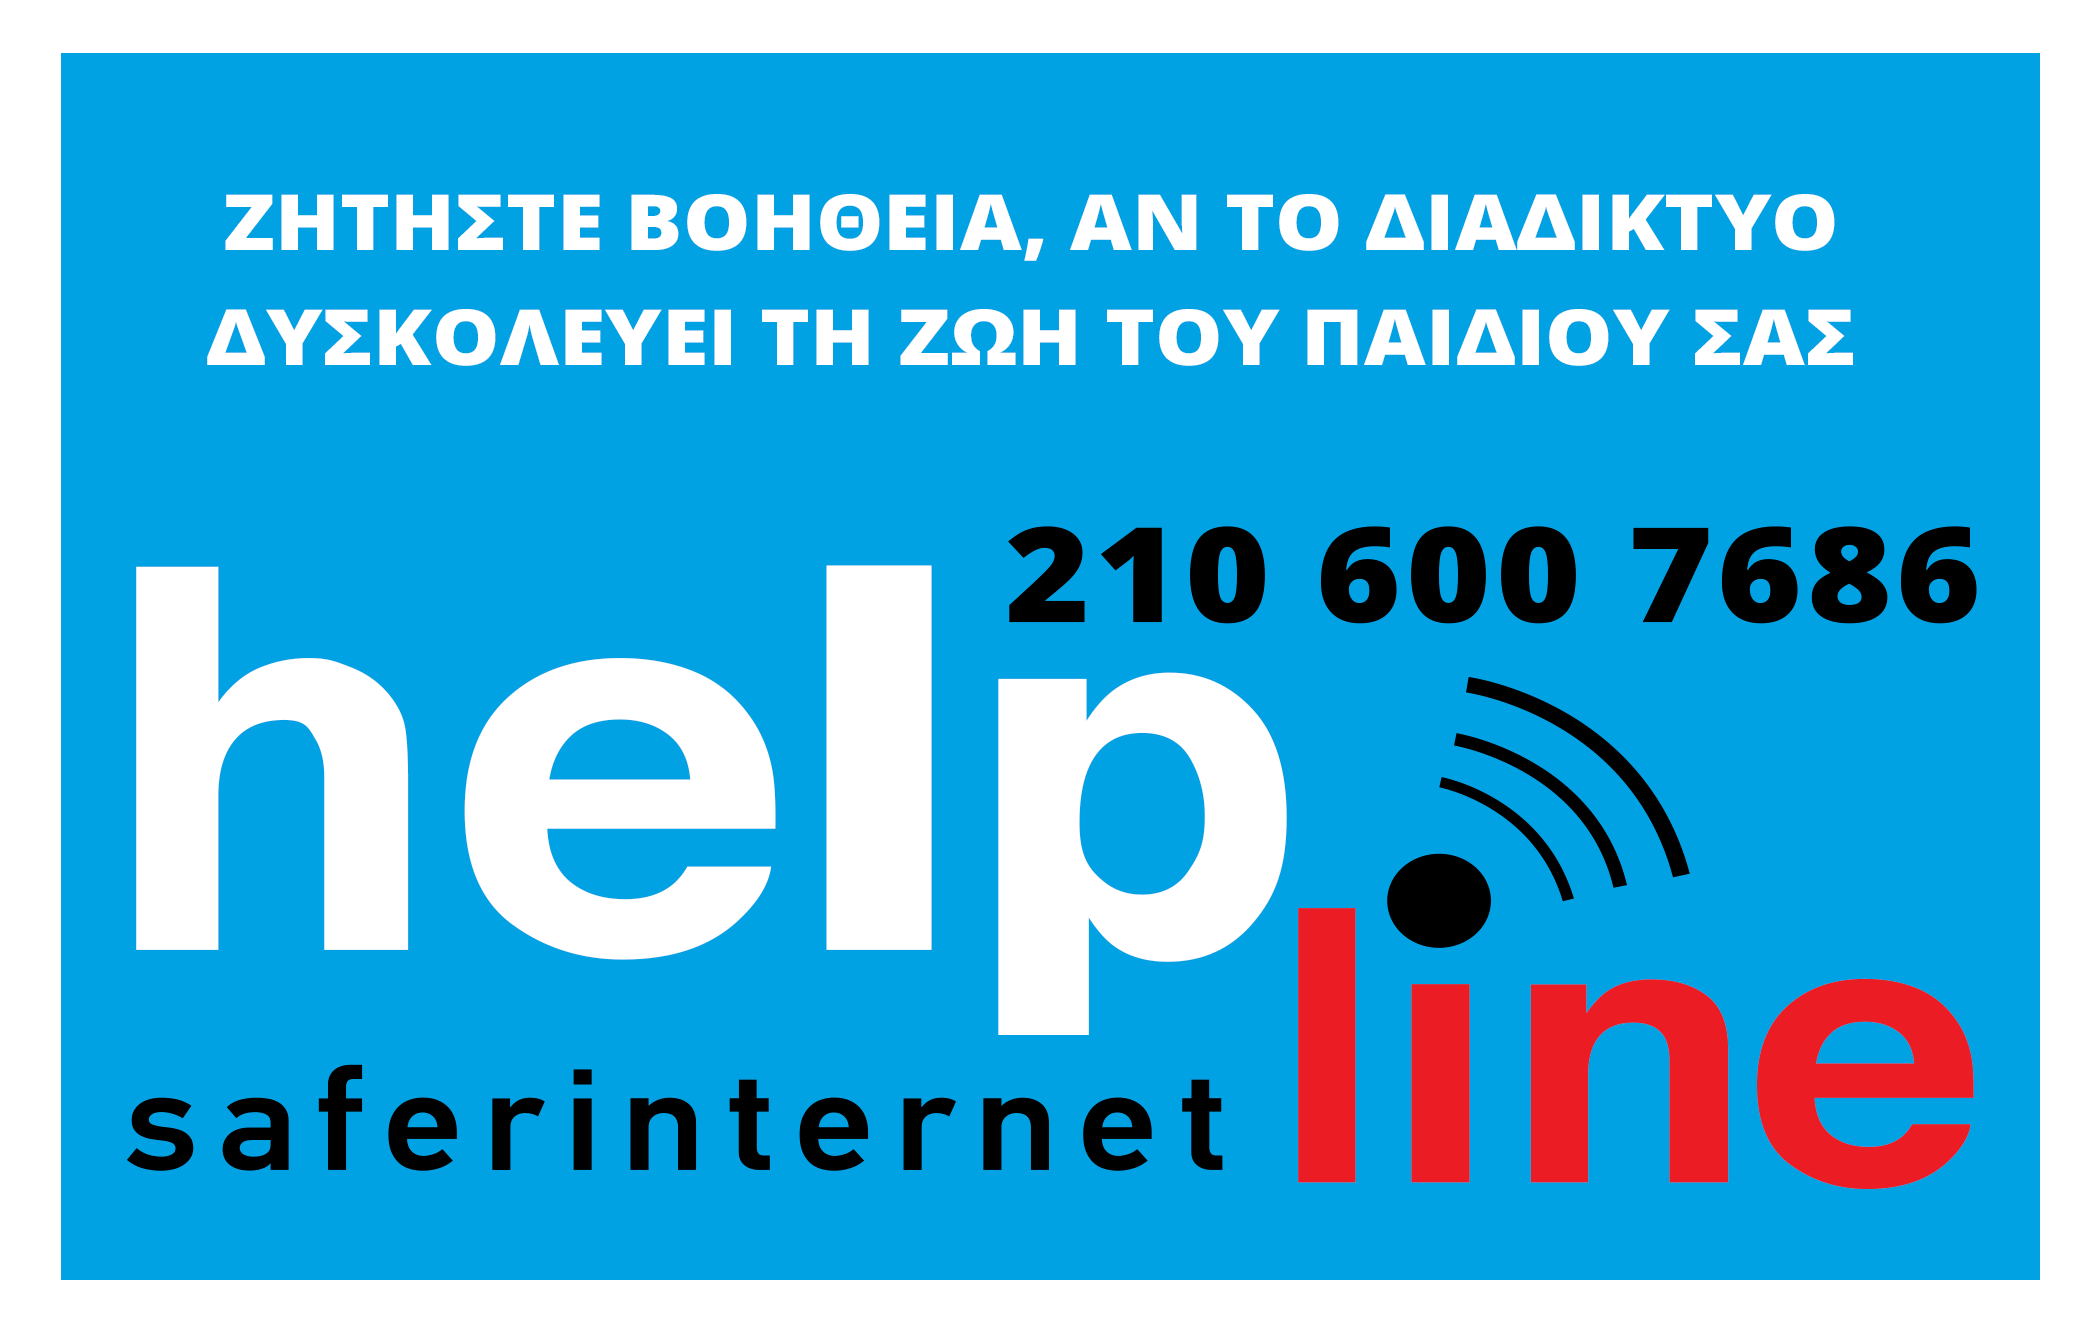 ΖΗΤΗΣΤΕ ΒΟΗΘΕΙΑ, ΑΝ ΤΟ ΔΙΑΔΙΚΤΥΟ
ΔΥΣΚΟΛΕΥΕΙ ΤΗ ΖΩΗ ΤΟΥ ΠΑΙΔΙΟΥ ΣΑΣ
210 600 7686
help
line
saferinternet